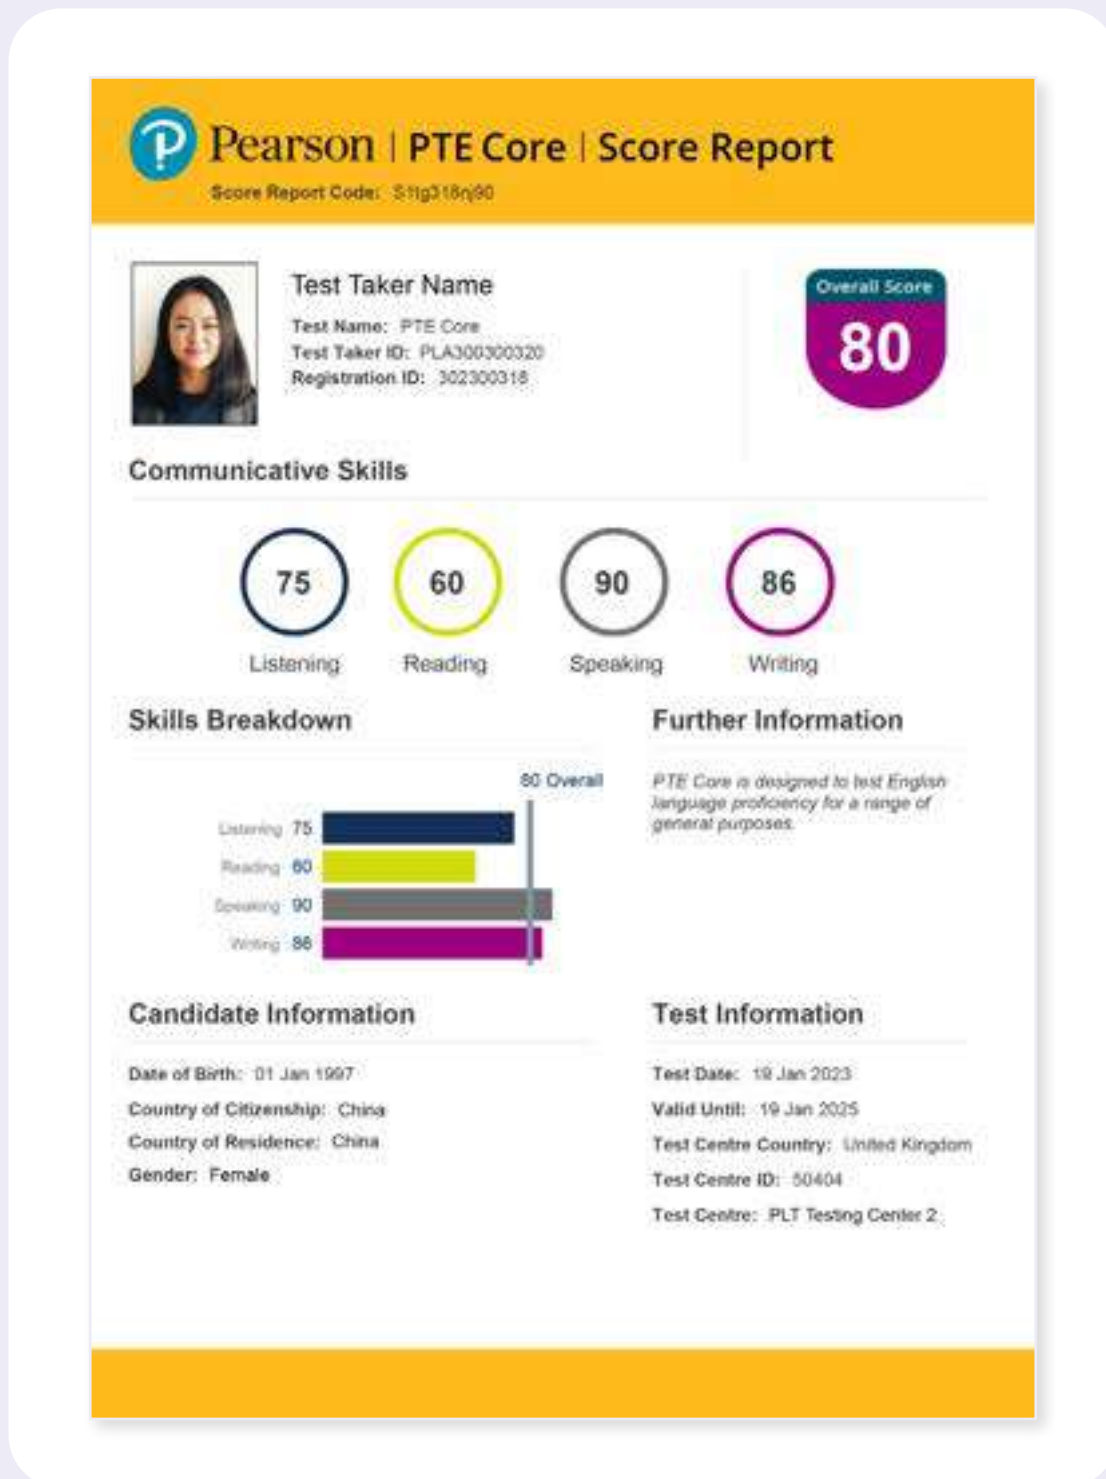 Pearson | PTE Core | Score Report
Score Report Code:
Test Taker Name
Test Name: PTE Core
Test Taker ID: PLA300300320
Registration ID: 302300318
Overall Score
80
Communicative Skills
75 60 90 86
Listening Reading Speaking Writing
Skills Breakdown
80 Overall
Listening 75
Reading 60
Speaking 90
Writing 86
Further Information
PTE Core is designed to test English
language proficiency for a range of
general purposes.
Candidate Information
Date of Birth: 01 Jan 1997
Country of Citizenship: China
Country of Residence: China
Gender: Female
Test Information
Test Date: 19 Jan 2023
Valid Until: 19 Jan 2025
Test Centre Country: United Kingdom
Test Centre ID: 50404
Test Centre: PLT Testing Center 2